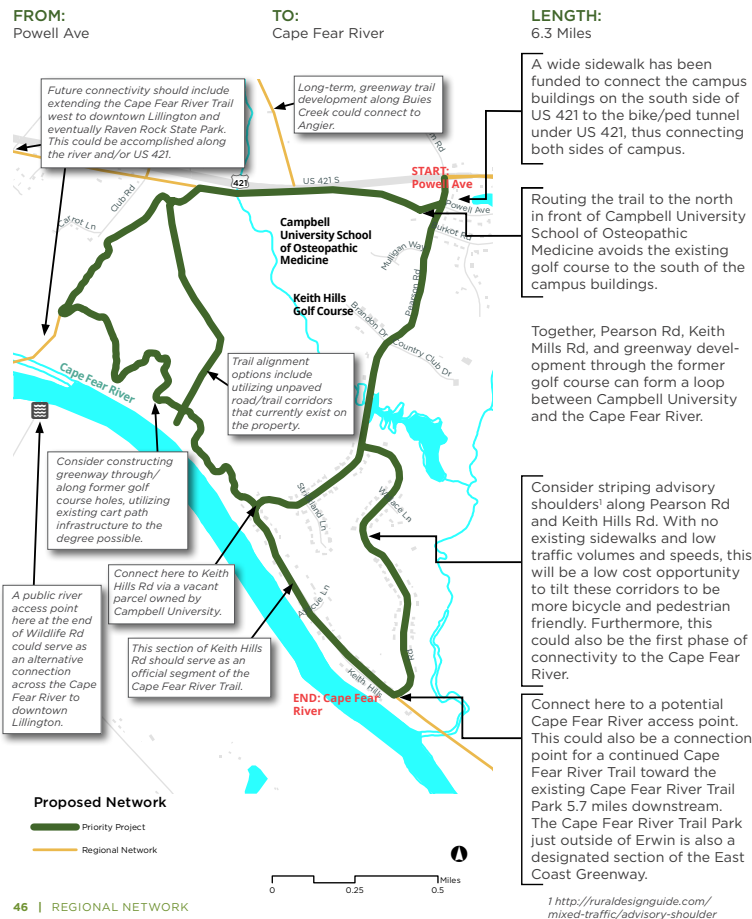 FROM:
Powell Ave
TO:
Cape Fear River
LENGTH:
6.3 Miles
Future connectivity should include
extending the Cape Fear River Trail
west to downtown Lillington and
eventually Raven Rock State Park.
This could be accomplished along
the river and/or US 421.
Long-term, greenway trail
development along Buies
Creek could connect to
Angier.
A wide sidewalk has been
funded to connect the campus
buildings on the south side of
US 421 to the bike/ped tunnel
under US 421, thus connecting
both sides of campus.
Routing the trail to the north
in front of Campbell University
School of Osteopathic
Medicine avoids the existing
golf course to the south of the
campus buildings.
Together, Pearson Rd, Keith
Mills Rd, and greenway devel-
opment through the former
golf course can form a loop
between Campbell University
and the Cape Fear River.
Consider striping advisory
shoulders1 along Pearson Rd
and Keith Hills Rd. With no
existing sidewalks and low
traffic volumes and speeds, this
will be a low cost opportunity
to tilt these corridors to be
more bicycle and pedestrian
friendly. Furthermore, this
could also be the first phase of
connectivity to the Cape Fear
River.
Connect here to a potential
Cape Fear River access point.
This could also be a connection
point for a continued Cape
Fear River Trail toward the
existing Cape Fear River Trail
Park 5.7 miles downstream.
The Cape Fear River Trail Park
just outside of Erwin is also a
designated section of the East
Coast Greenway.
START:
Powell Ave
421
US 421 S
Rd
Club Rd
Powell Ave
Campbell
University School
of Osteopathic
Medicine
Mulligan Way
Pearson Rd
Keith Hills
Golf Course
Brandon Dr
Country Club Dr
Cape Fear River
Trail alignment
options include
utilizing unpaved
road/trail corridors
that currently exist on
the property.
Consider constructing
greenway through/
along former golf
course holes, utilizing
existing cart path
infrastructure to the
degree possible.
Ln
Connect here to Keith
Hills Rd via a vacant
parcel owned by
Campbell University.
A public river
access point
here at the end
of Wildlife Rd
could serve as
an alternative
connection
across the Cape
Fear River to
downtown
Lillington.
This section of Keith Hills
Rd should serve as an
official segment of the
Cape Fear River Trail.
Keith Hills
Rd
END: Cape Fear
River
Proposed Network
Priority Project
Regional Network
Miles
0
0.25
0.5
46 | REGIONAL NETWORK
1 http://ruraldesignguide.com/
mixed-traffic/advisory-shoulder